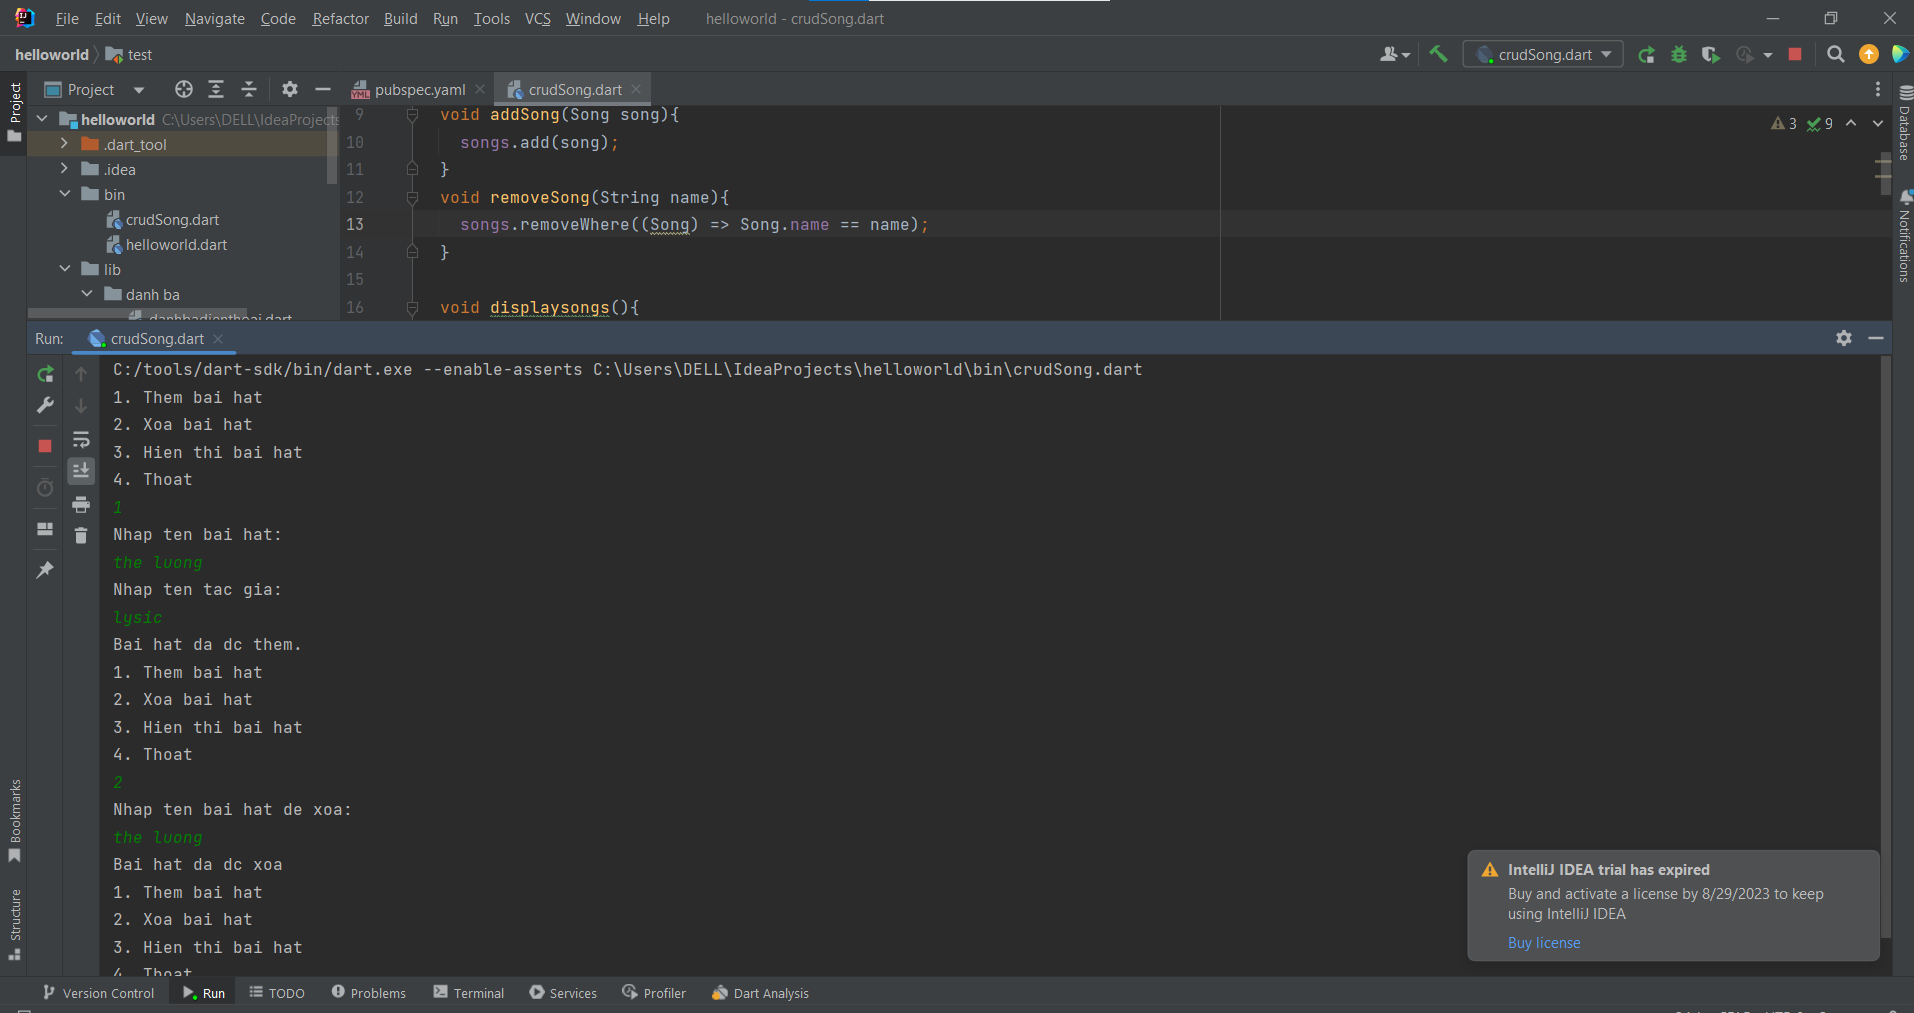 File Edit View Navigate Code Refactor Build Run Tools VCS Window Help helloworld - crudSong.dart
helloworld test crudSong.dart
Project pubspec.yaml crudSong.dart
helloworld C:\Users\DELL\IdeaProjects
.dart_tool
.idea
bin
crudSong.dart
helloworld.dart
lib
danh ba
danhbadienthoai.dart
9 void addSong(Song song){
10 songs.add(song);
11 }
12 void removeSong(String name){
13 songs.removeWhere((Song) => Song.name == name);
14 }
15
16 void displaysongs(){
3 9
Project
Bookmarks
Structure
Database
Notifications
Run: crudSong.dart
C:/tools/dart-sdk/bin/dart.exe --enable-asserts C:\Users\DELL\IdeaProjects\helloworld\bin\crudSong.dart
1. Them bai hat
2. Xoa bai hat
3. Hien thi bai hat
4. Thoat
1
Nhap ten bai hat:
the luong
Nhap ten tac gia:
lysic
Bai hat da dc them.
1. Them bai hat
2. Xoa bai hat
3. Hien thi bai hat
4. Thoat
2
Nhap ten bai hat de xoa:
the luong
Bai hat da dc xoa
1. Them bai hat
2. Xoa bai hat
3. Hien thi bai hat
4. Thoat
IntelliJ IDEA trial has expired
Buy and activate a license by 8/29/2023 to keep
using IntelliJ IDEA
Buy license
Version Control Run TODO Problems Terminal Services Profiler Dart Analysis